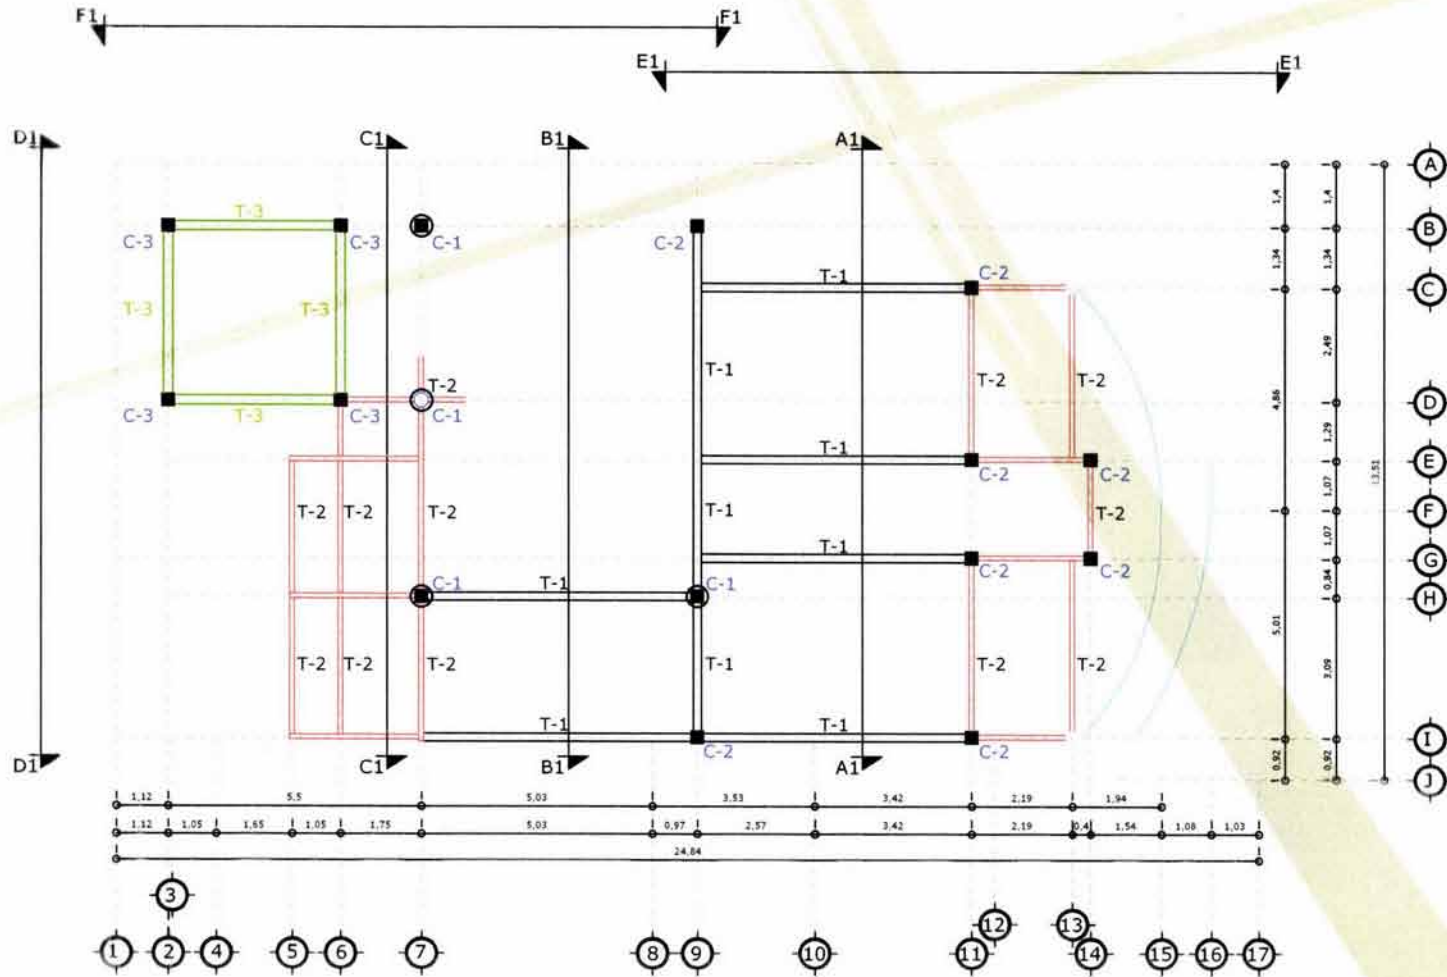 F1 F1
E1 E1
D1 C1 B1 A1
A
1,4 1,4
T-3
C-3 C-3 C-1 C-2
B
1,34 1,34
T-1 C-2
C
T-3 T-3
2,49
T-1 T-2 T-2
T-2
4,86
C-3 T-3 C-3 C-1
D
1,29
T-1
13,51
C-2 C-2
E
1,07
T-2 T-2 T-2 T-1 T-2
F
1,07
T-1
C-2 C-2
G
0,84
C-1 T-1 C-1
H
5,01
3,09
T-2 T-2 T-2 T-1 T-2 T-2
T-1 T-1
C-2 C-2
I
0,92 0,92
D1 C1 B1 A1
J
1,12 5,5 5,03 3,53 3,42 2,19 1,94
1,12 1,05 1,65 1,05 1,75 5,03 0,97 2,57 3,42 2,19 0,4 1,54 1,08 1,03
24,84
3
12 13
1 2 4 5 6 7 8 9 10 11 14 15 16 17